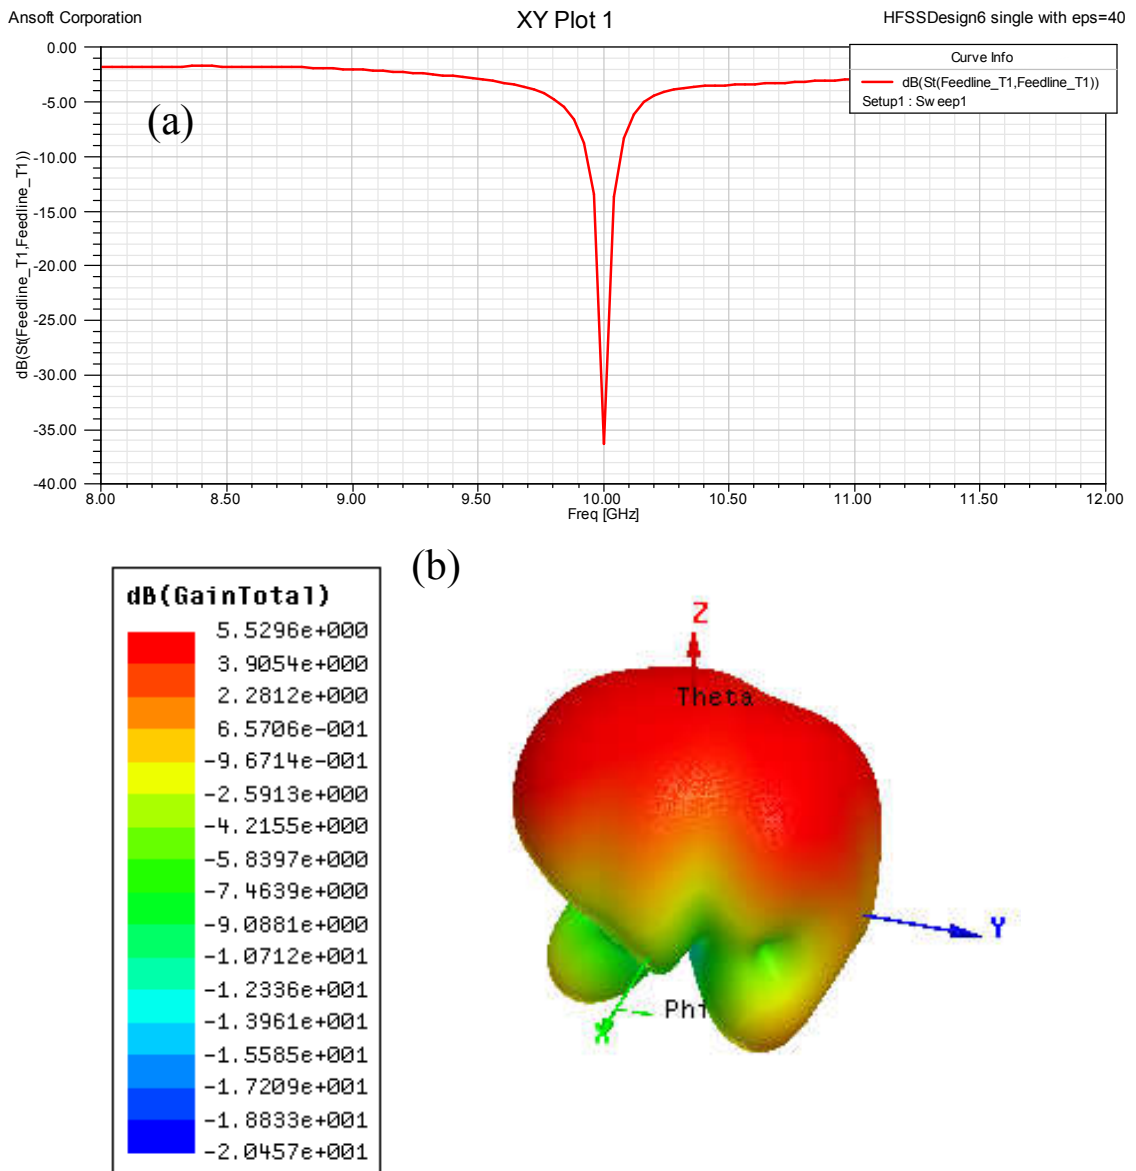 Ansoft Corporation
XY Plot 1
HFSSDesign6 single with eps=40
Curve Info
dB(St(Feedline_T1,Feedline_T1))
Setup1 : Sweep1
(a)
dB(St(Feedline_T1,Feedline_T1))
0.00
-5.00
-10.00
-15.00
-20.00
-25.00
-30.00
-35.00
-40.00
8.00 9.00 9.50 10.00 10.50 11.00 11.50 12.00
Freq [GHz]
(b)
dB(GainTotal)
5.5296e+000
3.9054e+000
2.2812e+000
6.5706e-001
-9.6714e-001
-2.5913e+000
-4.2155e+000
-5.8397e+000
-7.4639e+000
-9.0881e+000
-1.0712e+001
-1.2336e+001
-1.3961e+001
-1.5585e+001
-1.7209e+001
-1.8833e+001
-2.0457e+001
Z
Theta
Y
Phi
X